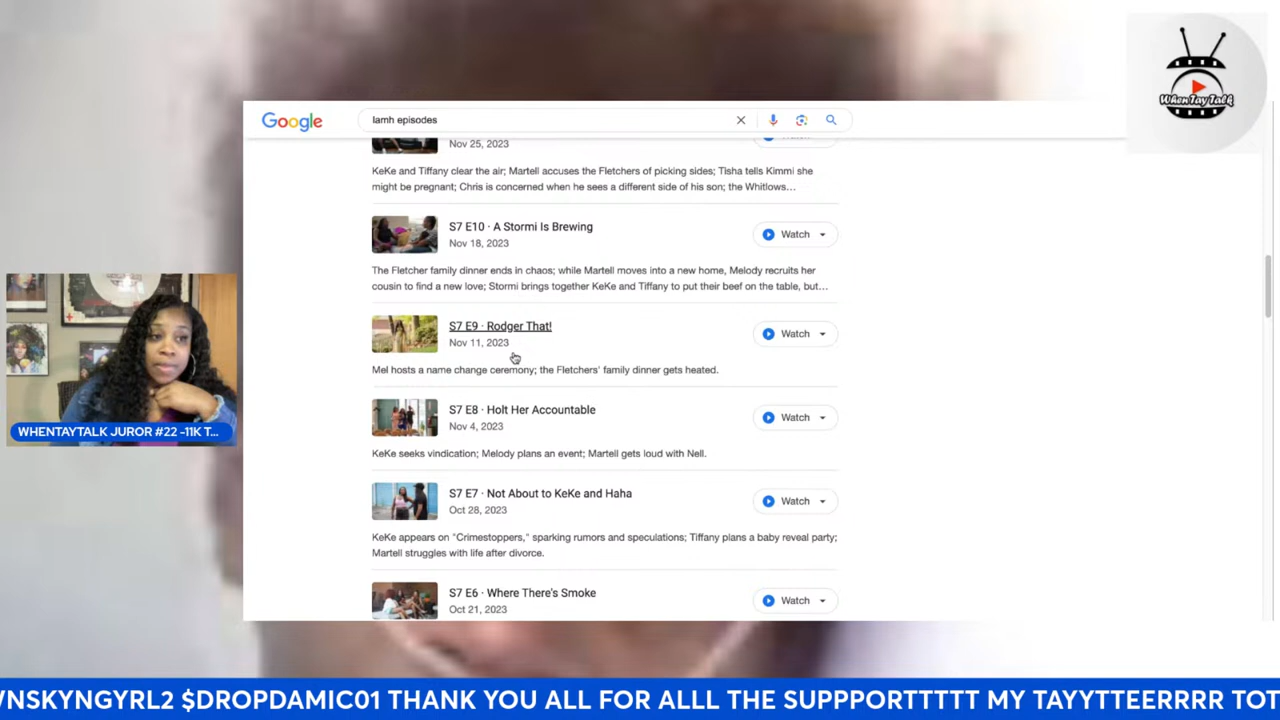 WhenTayTalk
Google
lamh episodes
Nov 25, 2023
KeKe and Tiffany clear the air; Martell accuses the Fletchers of picking sides; Tisha tells Kimmi she
might be pregnant; Chris is concerned when he sees a different side of his son; the Whitlows...
S7 E10 · A Stormi Is Brewing
Watch
Nov 18, 2023
The Fletcher family dinner ends in chaos; while Martell moves into a new home, Melody recruits her
cousin to find a new love; Stormi brings together KeKe and Tiffany to put their beef on the table, but...
S7 E9 · Rodger That!
Watch
Nov 11, 2023
Mel hosts a name change ceremony; the Fletchers' family dinner gets heated.
S7 E8 · Holt Her Accountable
Watch
Nov 4, 2023
KeKe seeks vindication; Melody plans an event; Martell gets loud with Nell.
S7 E7 · Not About to KeKe and Haha
Watch
Oct 28, 2023
KeKe appears on "Crimestoppers," sparking rumors and speculations; Tiffany plans a baby reveal party;
Martell struggles with life after divorce.
S7 E6 · Where There's Smoke
Watch
Oct 21, 2023
WHENTAYTALK JUROR #22 -11K T...
WNSKYNGYRL2 $DROPDAMIC01 THANK YOU ALL FOR ALLL THE SUPPPORTTTTT MY TAYYTTEERRRR TOT